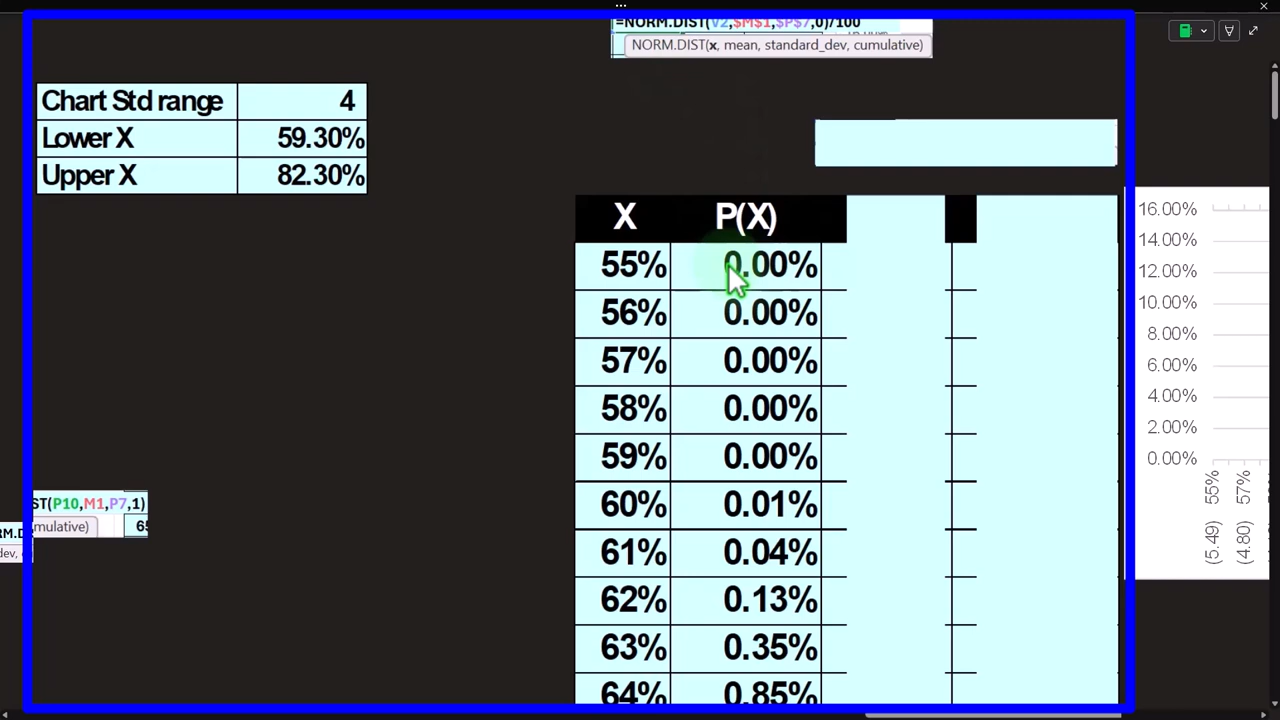 =NORM.DIST(V2,$M$1,$P$7,0)/100
NORM.DIST(x, mean, standard_dev, cumulative)
Chart Std range 4
Lower X 59.30%
Upper X 82.30%
X P(X)
55% 0.00%
56% 0.00%
57% 0.00%
58% 0.00%
59% 0.00%
60% 0.01%
61% 0.04%
62% 0.13%
63% 0.35%
64% 0.85%
ST(P10,M1,P7,1)
mulative)
RM.D
dev,
16.00%
14.00%
12.00%
10.00%
8.00%
6.00%
4.00%
2.00%
0.00%
55%
57%
(5.49)
(4.80)